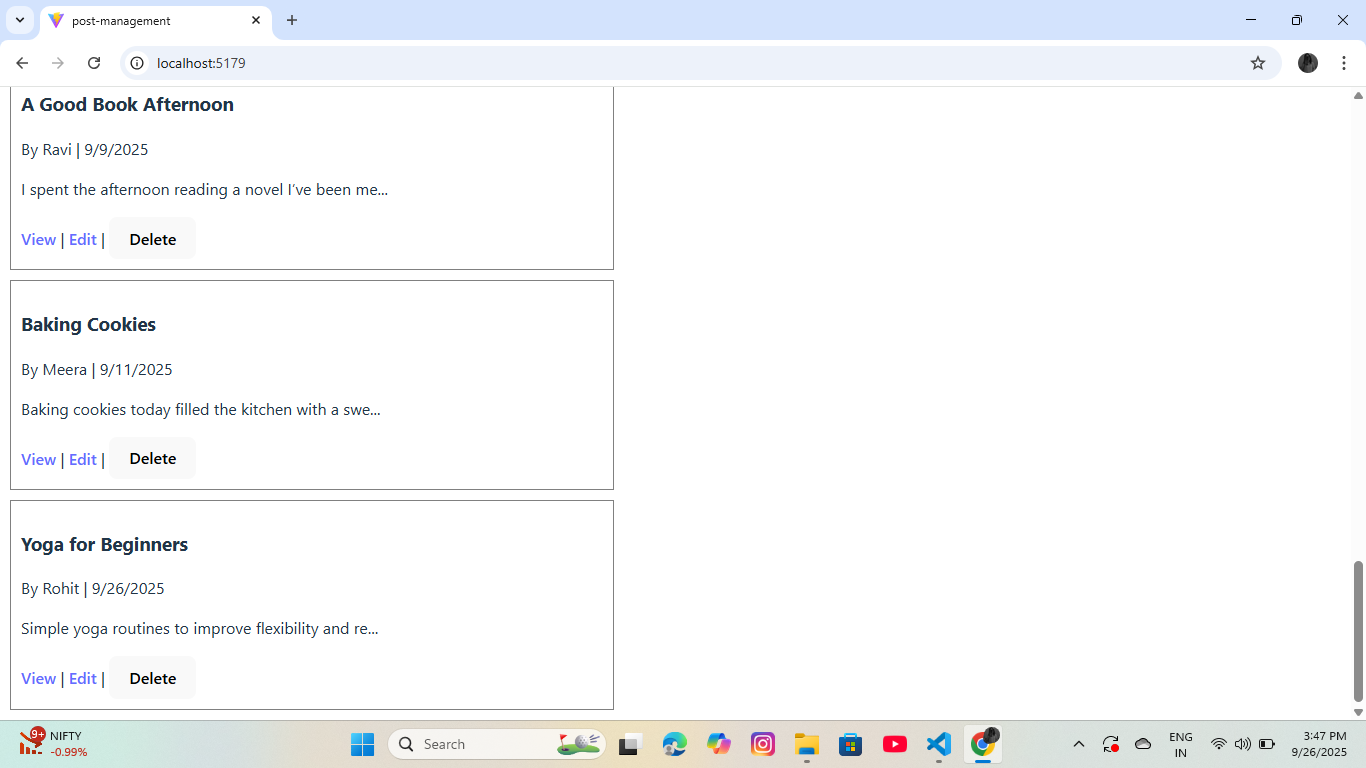 post-management
localhost:5179
A Good Book Afternoon
By Ravi | 9/9/2025
I spent the afternoon reading a novel I’ve been me...
View | Edit | Delete
Baking Cookies
By Meera | 9/11/2025
Baking cookies today filled the kitchen with a swe...
View | Edit | Delete
Yoga for Beginners
By Rohit | 9/26/2025
Simple yoga routines to improve flexibility and re...
View | Edit | Delete
9+
NIFTY
-0.99%
Search
ENG
IN
3:47 PM
9/26/2025